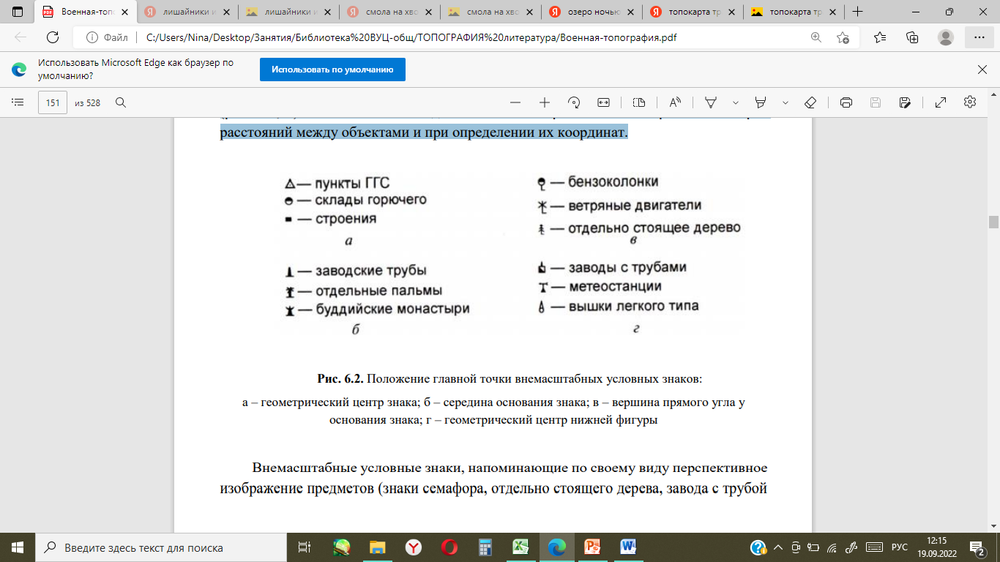 Военная-топо
лишайники и
лишайники и
смола на хво
смола на хво
озеро ночью
топокарта тр
топокарта тр
Файл
C:/Users/Nina/Desktop/Занятия/Библиотека%20ВУЦ-общ/ТОПОГРАФИЯ%20литература/Военная-топография.pdf
Использовать Microsoft Edge как браузер по
умолчанию?
Использовать по умолчанию
151 из 528
расстояний между объектами и при определении их координат.
— пункты ГГС
— склады горючего
— строения
а
— бензоколонки
— ветряные двигатели
— отдельно стоящее дерево
в
— заводские трубы
— отдельные пальмы
— буддийские монастыри
б
— заводы с трубами
— метеостанции
— вышки легкого типа
г
Рис. 6.2. Положение главной точки внемасштабных условных знаков:
а – геометрический центр знака; б – середина основания знака; в – вершина прямого угла у
основания знака; г – геометрический центр нижней фигуры
Внемасштабные условные знаки, напоминающие по своему виду перспективное
изображение предметов (знаки семафора, отдельно стоящего дерева, завода с трубой
Введите здесь текст для поиска
РУС
12:15
19.09.2022
2